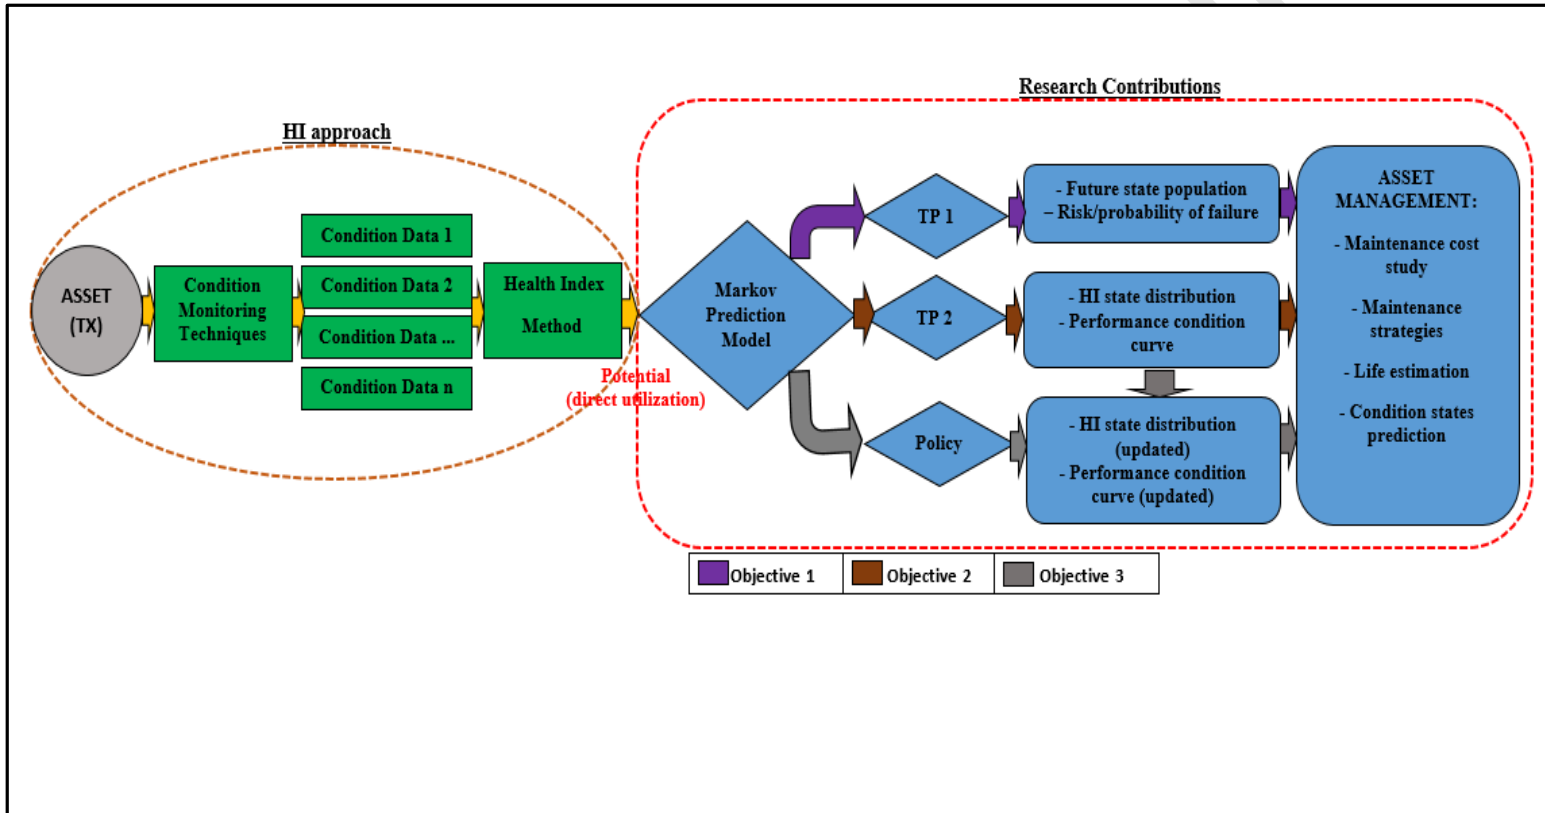 Research Contributions
HI approach
ASSET
(TX)
Condition
Monitoring
Techniques
Condition Data 1
Condition Data 2
Condition Data ...
Condition Data n
Health Index
Method
Potential
(direct utilization)
Markov
Prediction
Model
TP 1
TP 2
Policy
- Future state population
– Risk/probability of failure
- HI state distribution
- Performance condition
curve
- HI state distribution
(updated)
- Performance condition
curve (updated)
ASSET
MANAGEMENT:
- Maintenance cost
study
- Maintenance
strategies
- Life estimation
- Condition states
prediction
Objective 1
Objective 2
Objective 3